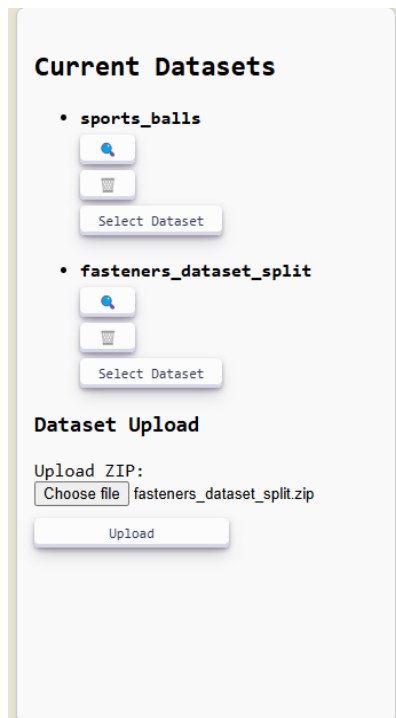 Current Datasets
sports_balls
Select Dataset
fasteners_dataset_split
Select Dataset
Dataset Upload
Upload ZIP:
Choose file fasteners_dataset_split.zip
Upload